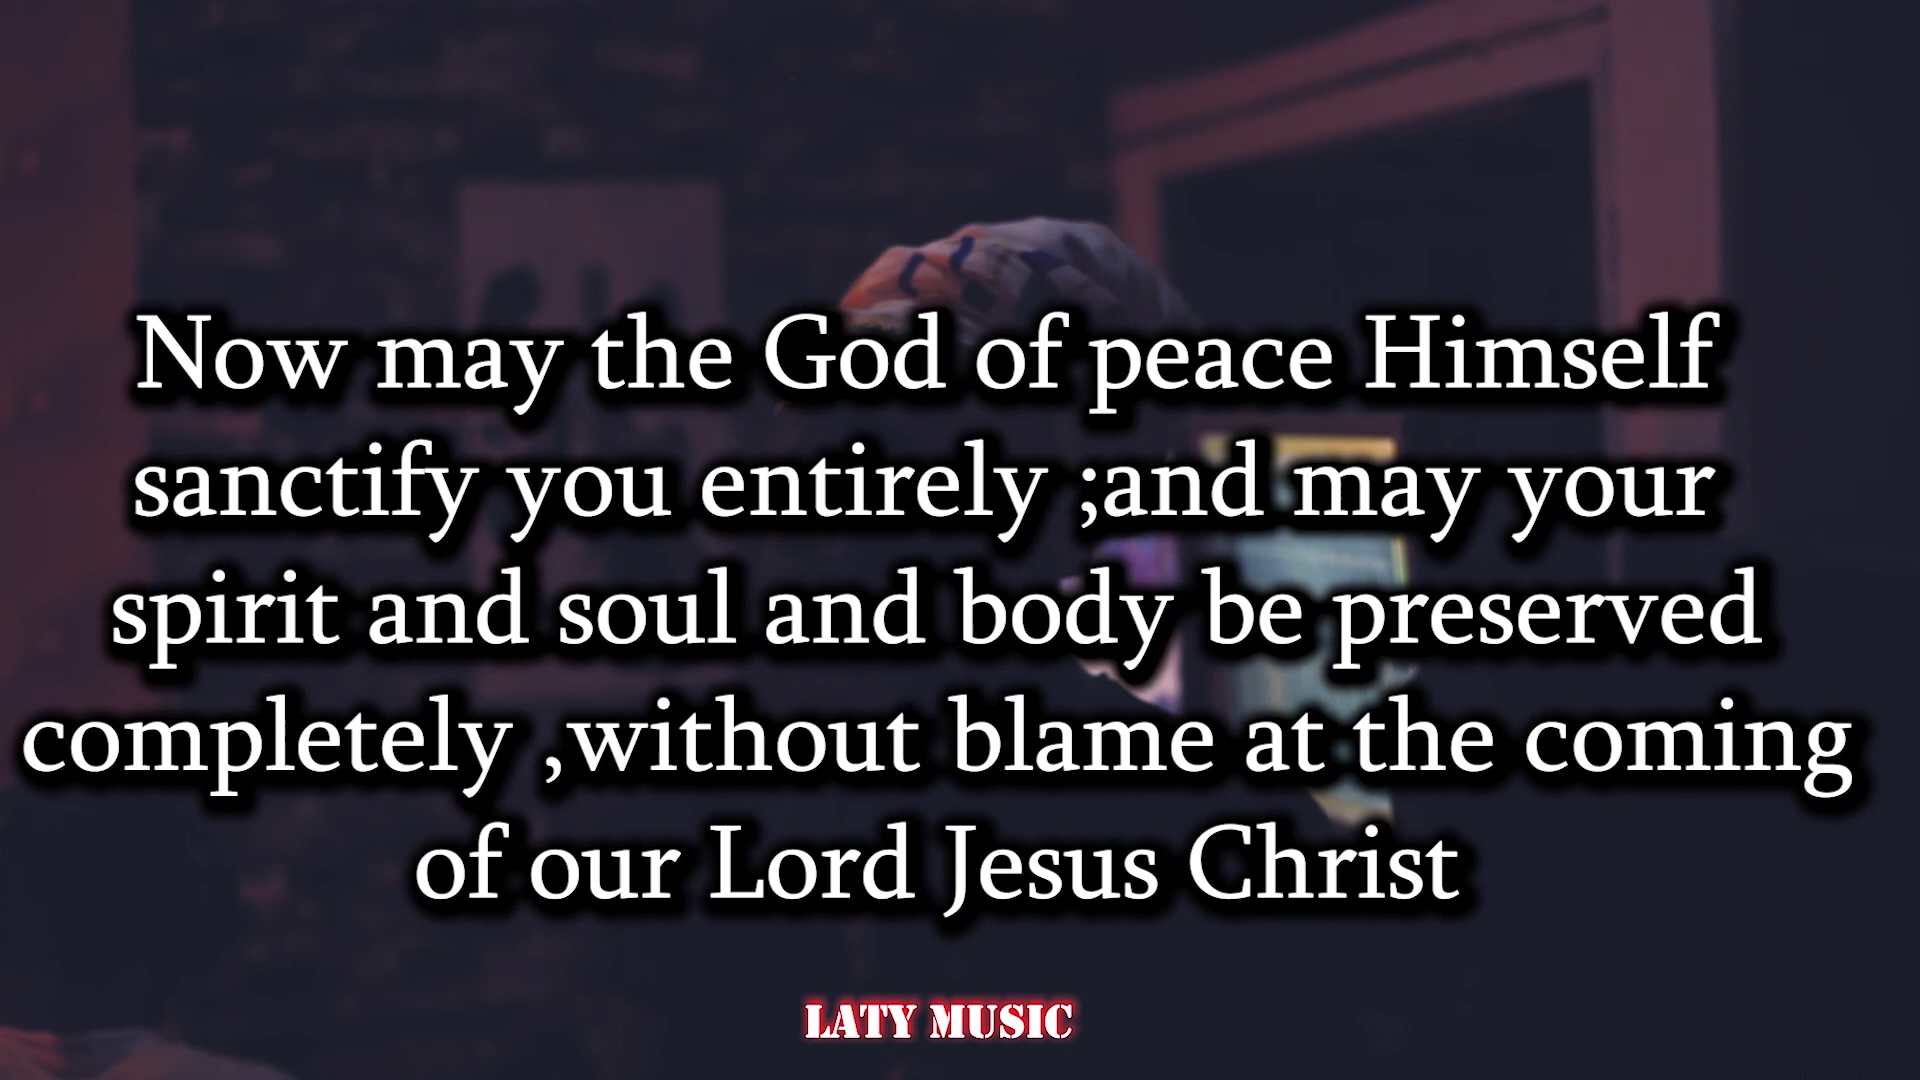 Now may the God of peace Himself
sanctify you entirely ;and may your
spirit and soul and body be preserved
completely ,without blame at the coming
of our Lord Jesus Christ
LATY MUSIC